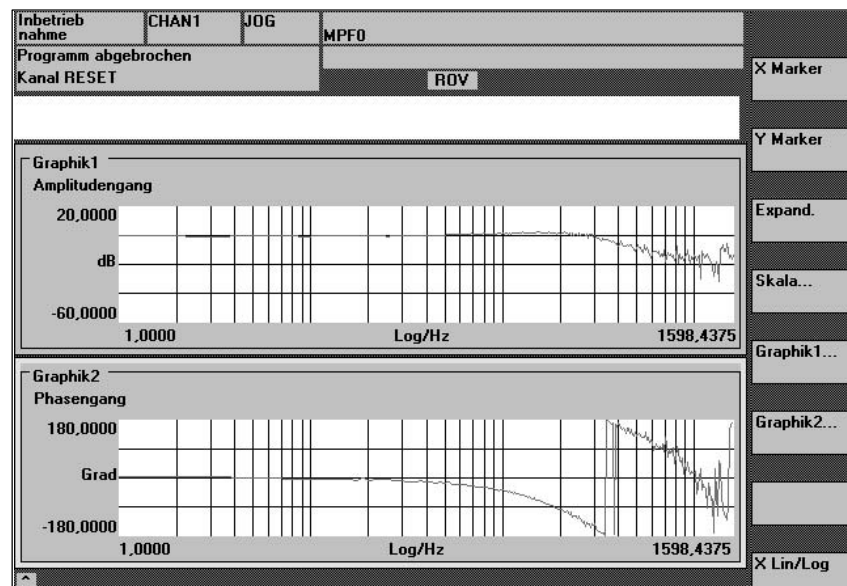 Inbetrieb
nahme
CHAN1
JOG
MPF0
Programm abgebrochen
Kanal RESET
ROV
X Marker
Y Marker
Expand.
Skala...
Graphik1...
Graphik2...
X Lin/Log
Graphik1
Amplitudengang
20,0000
dB
-60,0000
1,0000
Log/Hz
1598,4375
Graphik2
Phasengang
180,0000
Grad
-180,0000
1,0000
Log/Hz
1598,4375
^